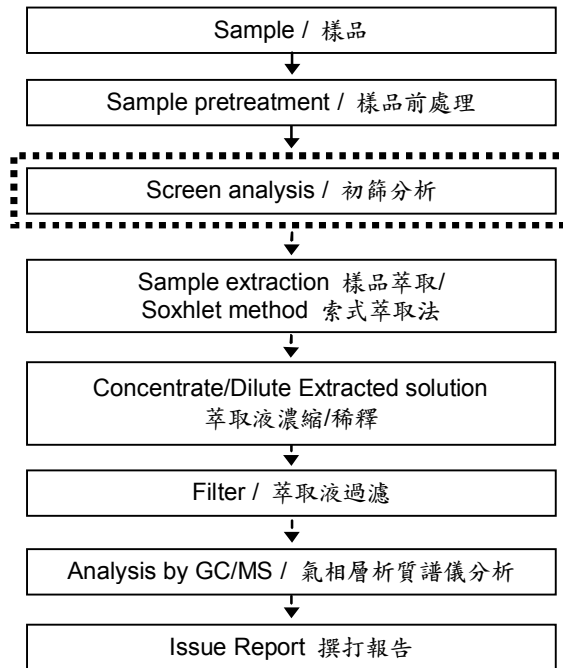 Sample / 樣品
Sample pretreatment / 樣品前處理
Screen analysis / 初篩分析
Sample extraction 樣品萃取/
Soxhlet method 索式萃取法
Concentrate/Dilute Extracted solution
萃取液濃縮/稀釋
Filter / 萃取液過濾
Analysis by GC/MS / 氣相層析質譜儀分析
Issue Report 撰打報告